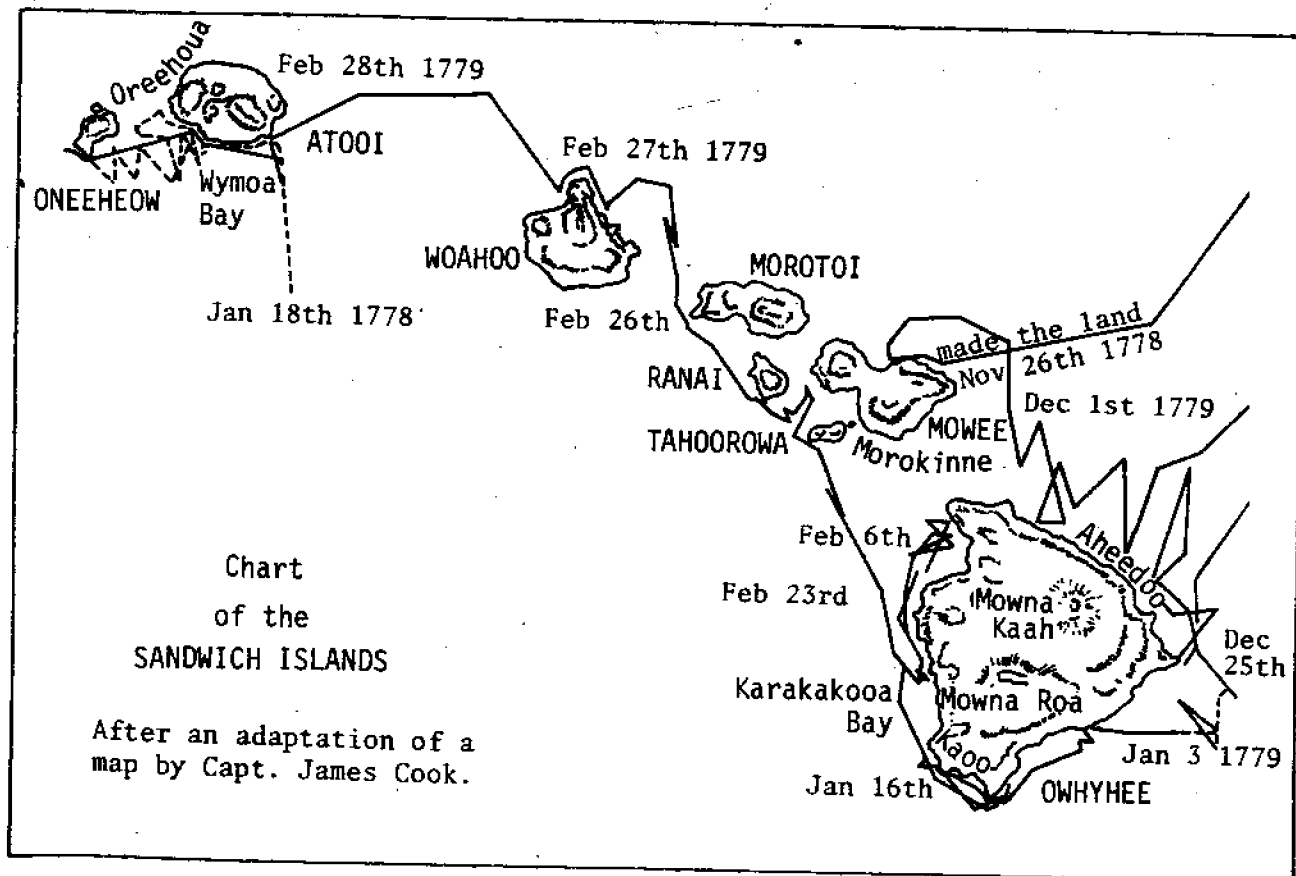 Oreehoua
Feb 28th 1779
ATOOI
ONEEHEOW
Wymoa
Bay
Jan 18th 1778
Feb 27th 1779
WOAHOO
MOROTOI
Feb 26th
RANAI
made the land
Nov 26th 1778
Dec 1st 1779
MOWEE
TAHOOROWA
Morokinne
Feb 6th
Aheedoo
Feb 23rd
Mowna
Kaah
Dec
25th
Karakakooa
Bay
Mowna Roa
Kaoo
Jan 3 1779
Jan 16th
OWHYHEE
Chart
of the
SANDWICH ISLANDS
After an adaptation of a
map by Capt. James Cook.